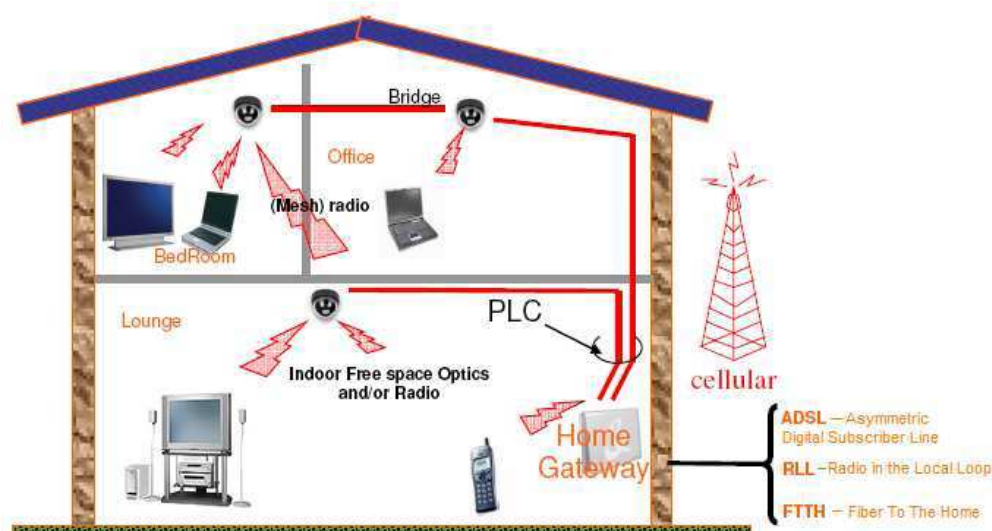 Bridge
Office
(Mesh) radio
BedRoom
Lounge
PLC
Indoor Free space Optics
and/or Radio
Home
Gateway
cellular
ADSL – Asymmetric
Digital Subscriber Line
RLL –Radio in the Local Loop
FTTH – Fiber To The Home